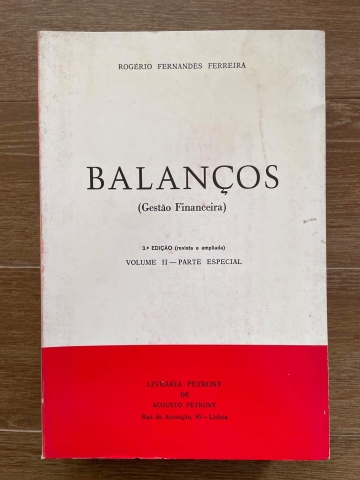 ROGÉRIO FERNANDES FERREIRA
BALANÇOS
(Gestão Financeira)
3.ª EDIÇÃO (revista e ampliada)
VOLUME II — PARTE ESPECIAL
LIVRARIA PETRONY
DE
AUGUSTO PETRONY
Rua da Assunção, 90 — Lisboa